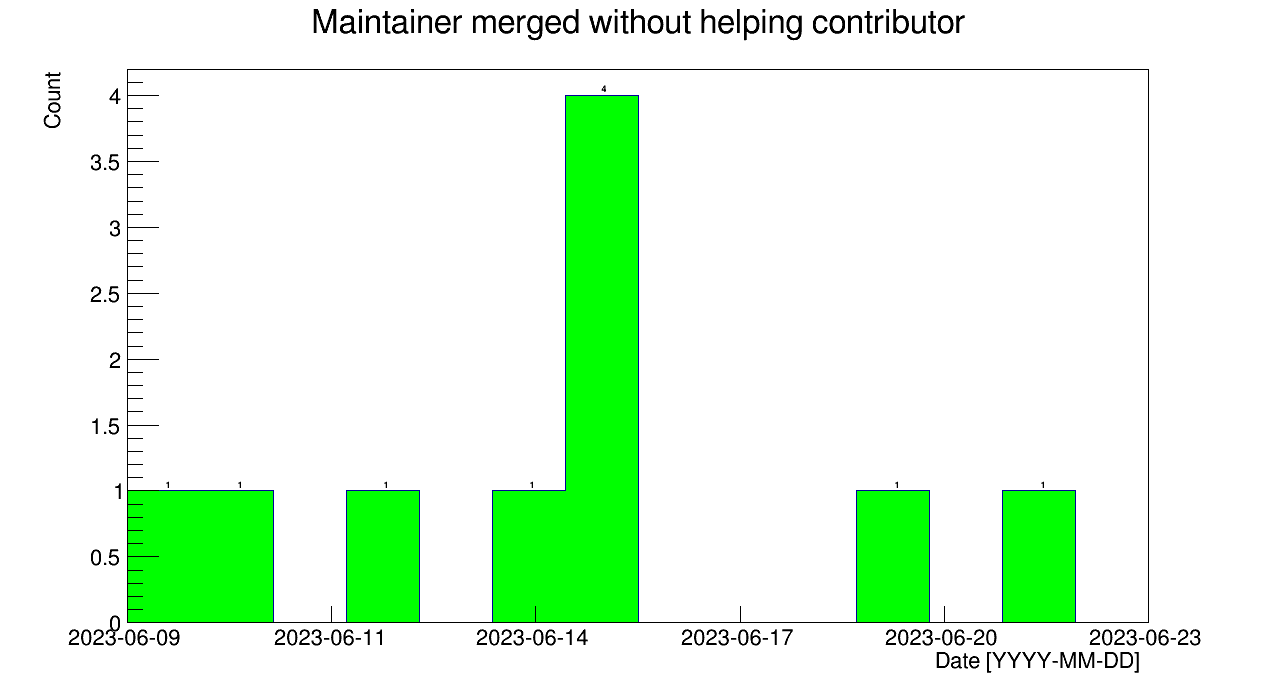 Maintainer merged without helping contributor
Count
4
3.5
3
2.5
2
1.5
1
0.5
0
1 1 1 1 4 1 1
2023-06-09 2023-06-11 2023-06-14 2023-06-17 2023-06-20 2023-06-23
Date [YYYY-MM-DD]